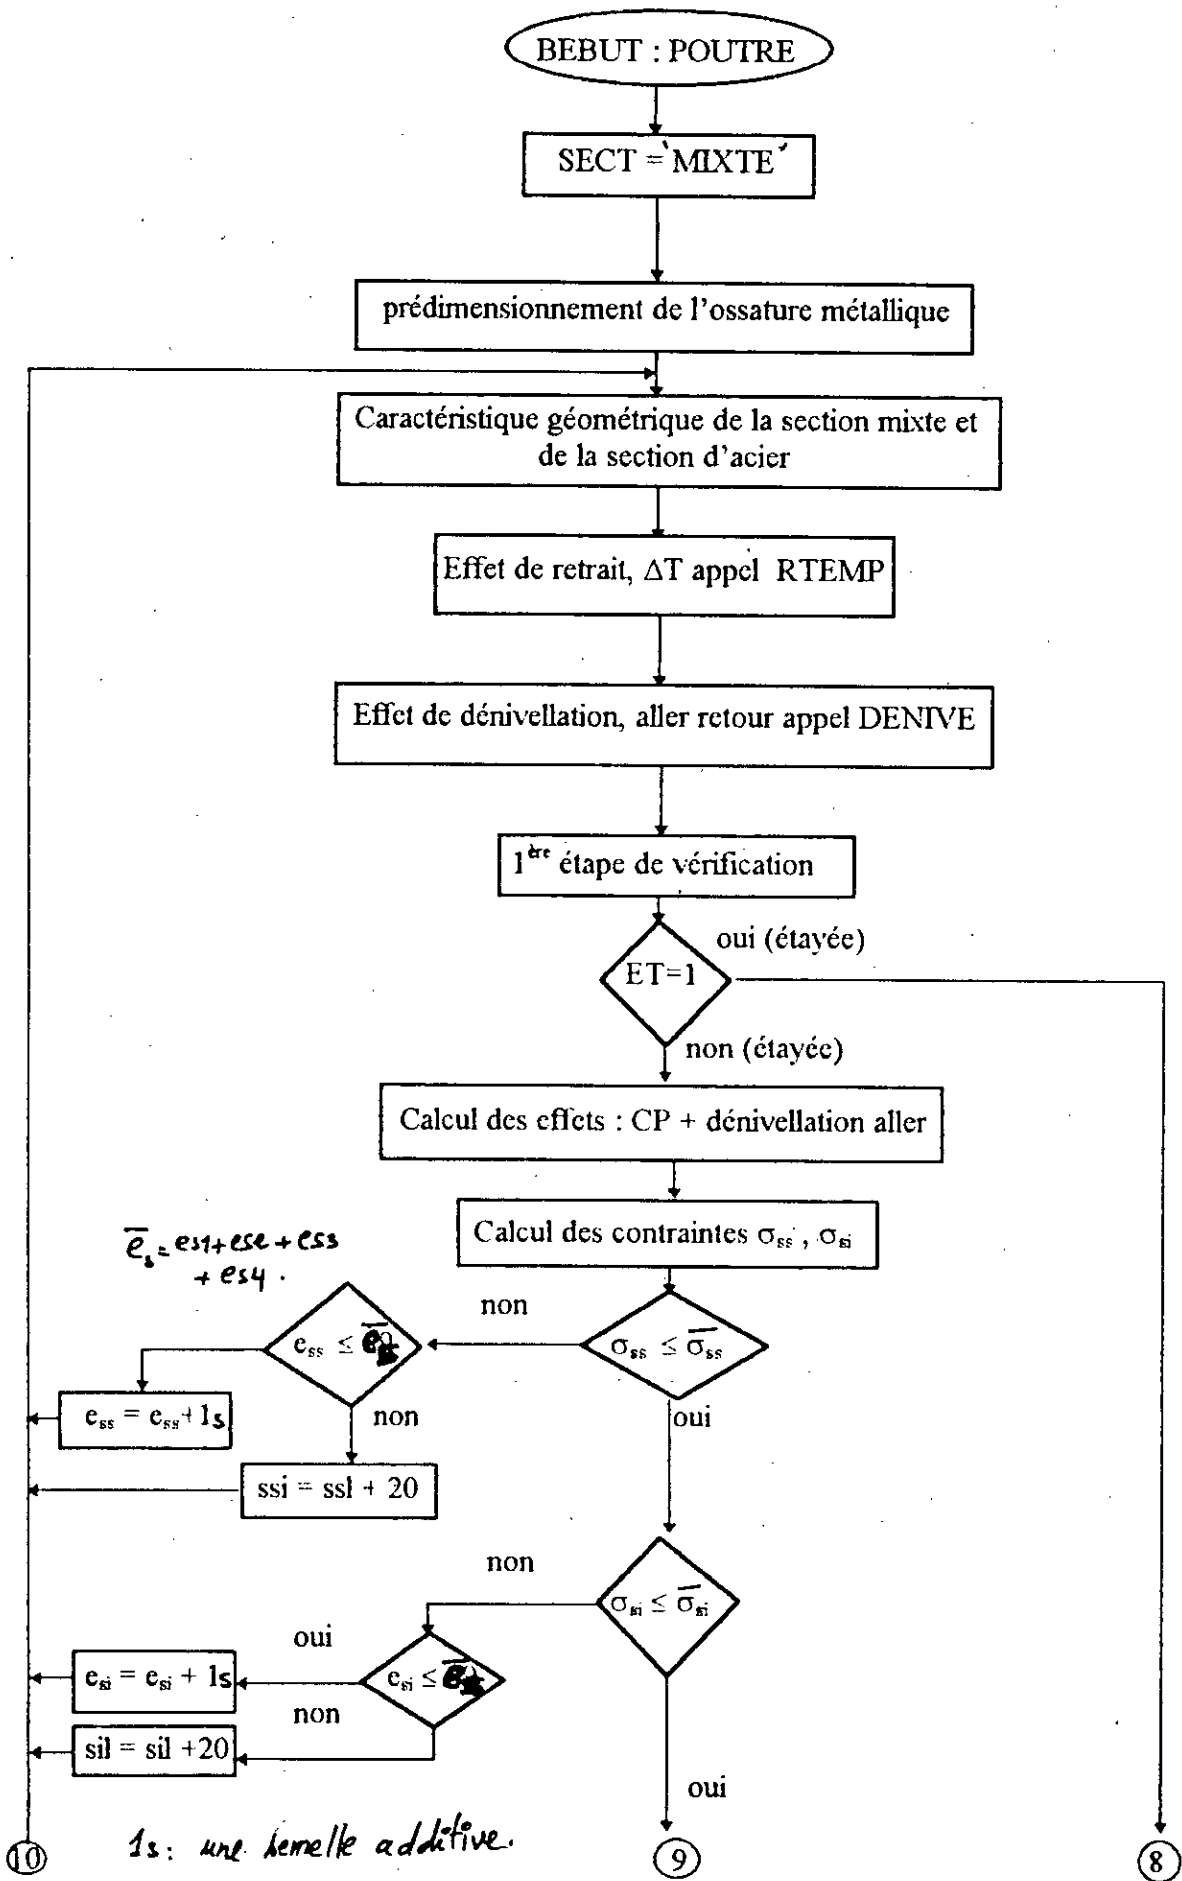 BEBUT : POUTRE
SECT = 'MIXTE'
prédimensionnement de l'ossature métallique
Caractéristique géométrique de la section mixte et
de la section d'acier
Effet de retrait, ΔT appel RTEMP
Effet de dénivellation, aller retour appel DENIVE
1ère étape de vérification
oui (étayée)
ET=1
non (étayée)
Calcul des effets : CP + dénivellation aller
Calcul des contraintes σss , σsi
e̅s = es1 + ese + es3
+ es4 .
non
ess ≤
σss ≤ σ̅ss
ess = ess + 1s
non
oui
ssi = ssl + 20
non
σsi ≤ σ̅si
oui
esi = esi + 1s
esi ≤
non
sil = sil +20
oui
1s : une semelle additive.
10
9
8